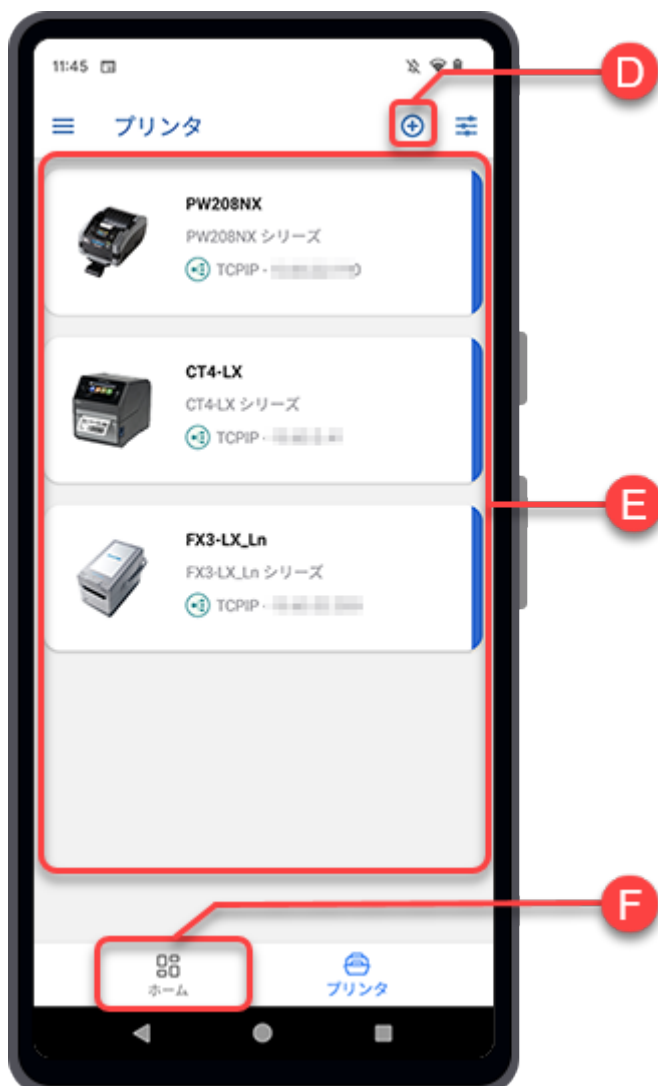 11:45
D
プリンタ
PW208NX
PW208NX シリーズ
TCPIP -
CT4-LX
CT4-LX シリーズ
TCPIP -
E
FX3-LX_Ln
FX3-LX_Ln シリーズ
TCPIP -
F
ホーム
プリンタ